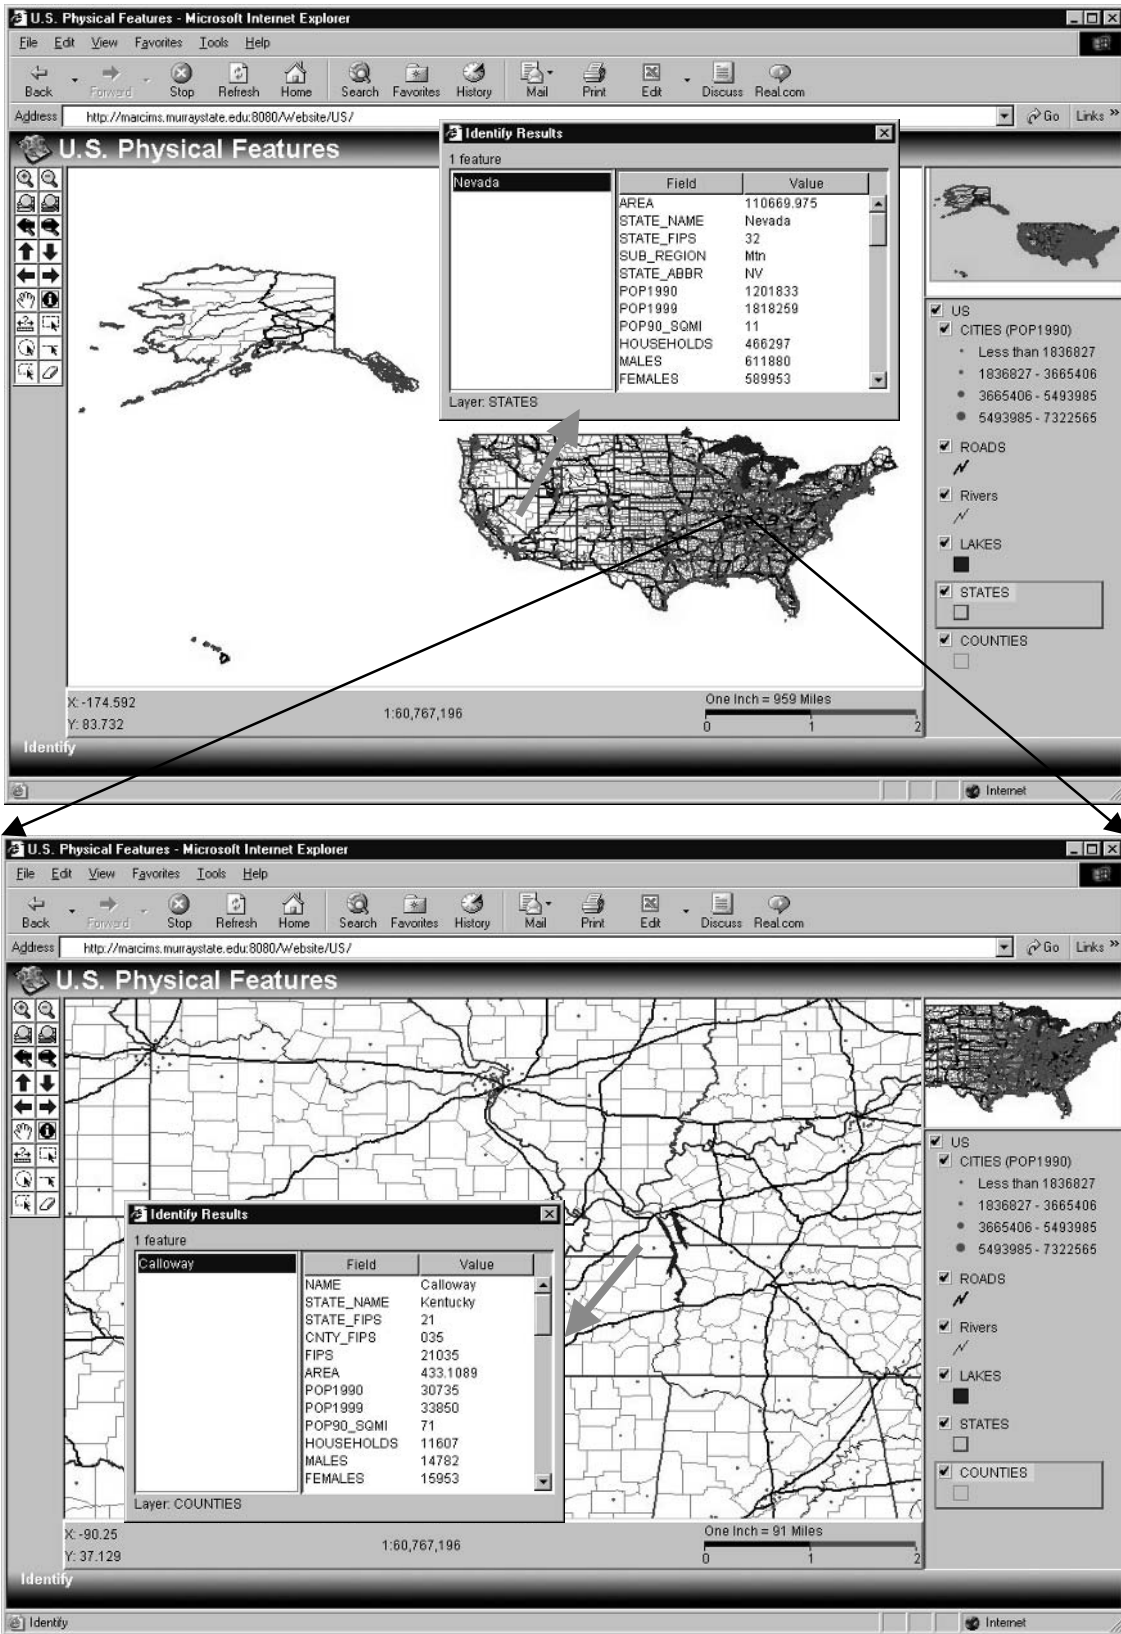 U.S. Physical Features - Microsoft Internet Explorer
File Edit View Favorites Tools Help
Back Forward Stop Refresh Home Search Favorites History Mail Print Edit Discuss Real.com
Address http://marcims.murraystate.edu:8080/Website/US/ Go Links »
U.S. Physical Features
Identify Results
1 feature
Nevada
Field Value
AREA 110669.975
STATE_NAME Nevada
STATE_FIPS 32
SUB_REGION Mtn
STATE_ABBR NV
POP1990 1201833
POP1999 1818259
POP90_SQMI 11
HOUSEHOLDS 466297
MALES 611880
FEMALES 589953
Layer: STATES
US
CITIES (POP1990)
Less than 1836827
1836827 - 3665406
3665406 - 5493985
5493985 - 7322565
ROADS
Rivers
LAKES
STATES
COUNTIES
X: -174.592
Y: 83.732
1:60,767,196
One Inch = 959 Miles
0 1 2
Identify
Internet
U.S. Physical Features - Microsoft Internet Explorer
File Edit View Favorites Tools Help
Back Forward Stop Refresh Home Search Favorites History Mail Print Edit Discuss Real.com
Address http://marcims.murraystate.edu:8080/Website/US/ Go Links »
U.S. Physical Features
Identify Results
1 feature
Calloway
Field Value
NAME Calloway
STATE_NAME Kentucky
STATE_FIPS 21
CNTY_FIPS 035
FIPS 21035
AREA 433.1089
POP1990 30735
POP1999 33850
POP90_SQMI 71
HOUSEHOLDS 11607
MALES 14782
FEMALES 15953
Layer: COUNTIES
US
CITIES (POP1990)
Less than 1836827
1836827 - 3665406
3665406 - 5493985
5493985 - 7322565
ROADS
Rivers
LAKES
STATES
COUNTIES
X: -90.25
Y: 37.129
1:60,767,196
One Inch = 91 Miles
0 1 2
Identify
Identify Internet